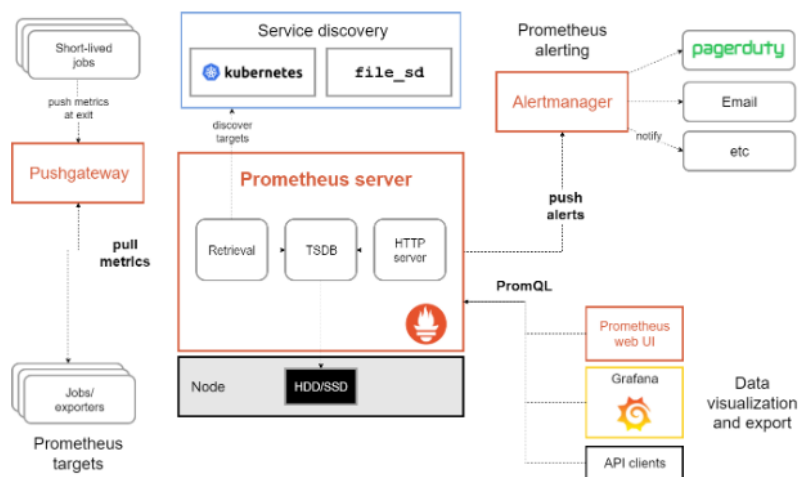 Short-lived
jobs
push metrics
at exit
Pushgateway
pull
metrics
Jobs/
exporters
Prometheus
targets
Service discovery
kubernetes
file_sd
discover
targets
Prometheus server
Retrieval
TSDB
HTTP
server
Node
HDD/SSD
Prometheus
alerting
Alertmanager
pagerduty
Email
notify
etc
push
alerts
PromQL
Prometheus
web UI
Grafana
API clients
Data
visualization
and export